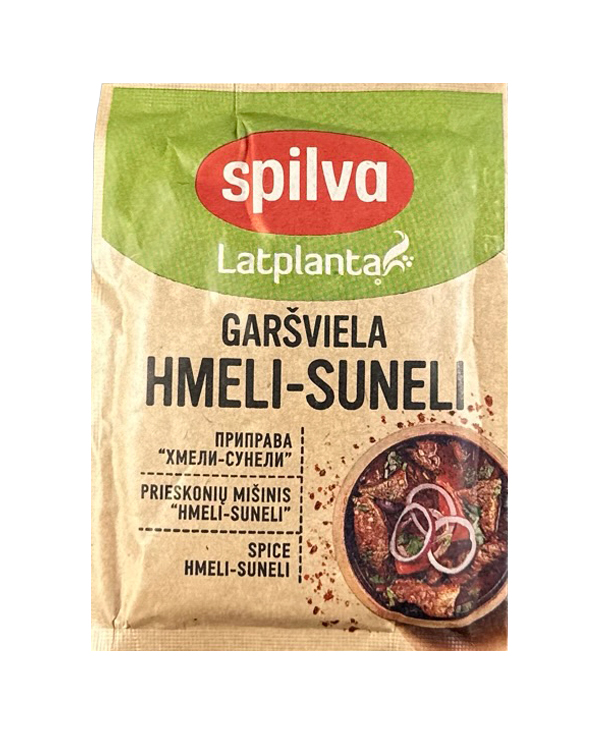 spilva
Latplanta
GARŠVIELA
HMELI-SUNELI
ПРИПРАВА
"ХМЕЛИ-СУНЕЛИ"
PRIESKONIŲ MIŠINIS
"HMELI-SUNELI"
SPICE
HMELI-SUNELI